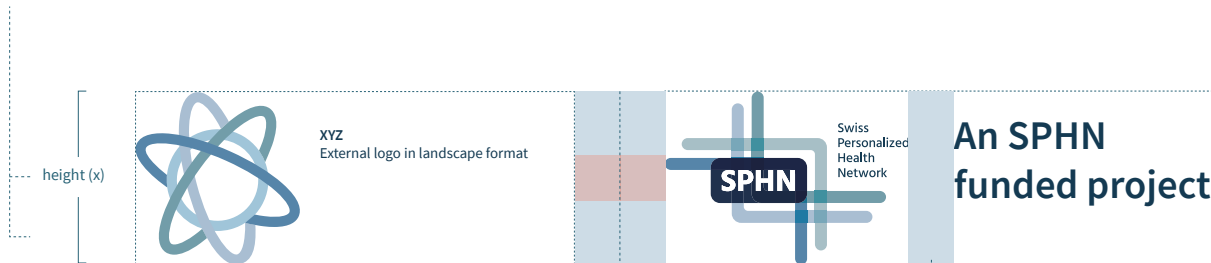 height (x)
XYZ
External logo in landscape format
SPHN
Swiss
Personalized
Health
Network
An SPHN
funded project